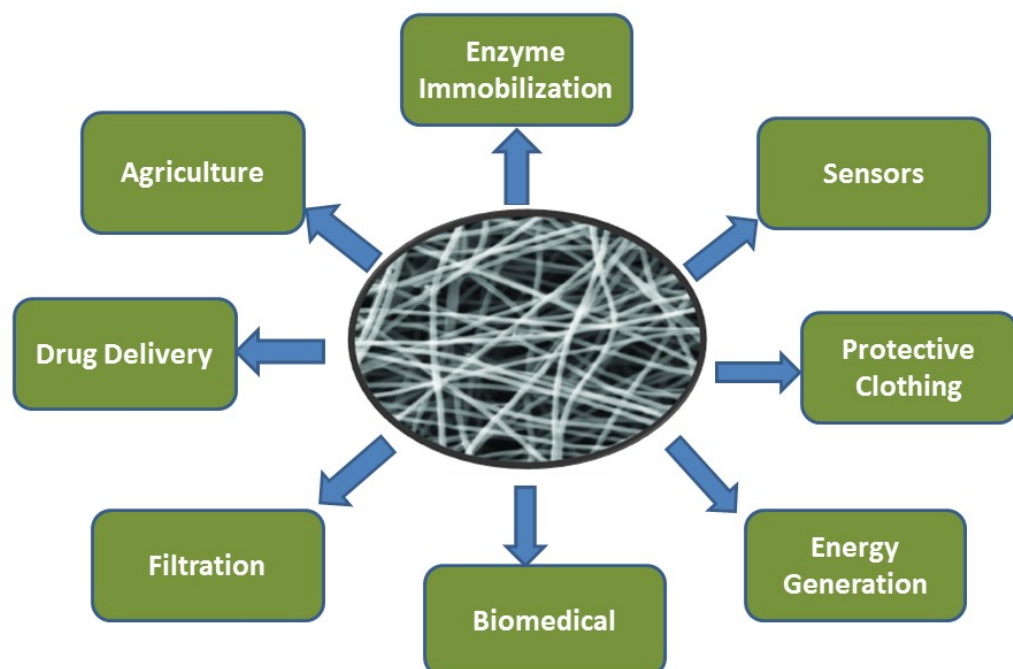 Enzyme
Immobilization
Agriculture
Sensors
Drug Delivery
Protective
Clothing
Filtration
Energy
Generation
Biomedical